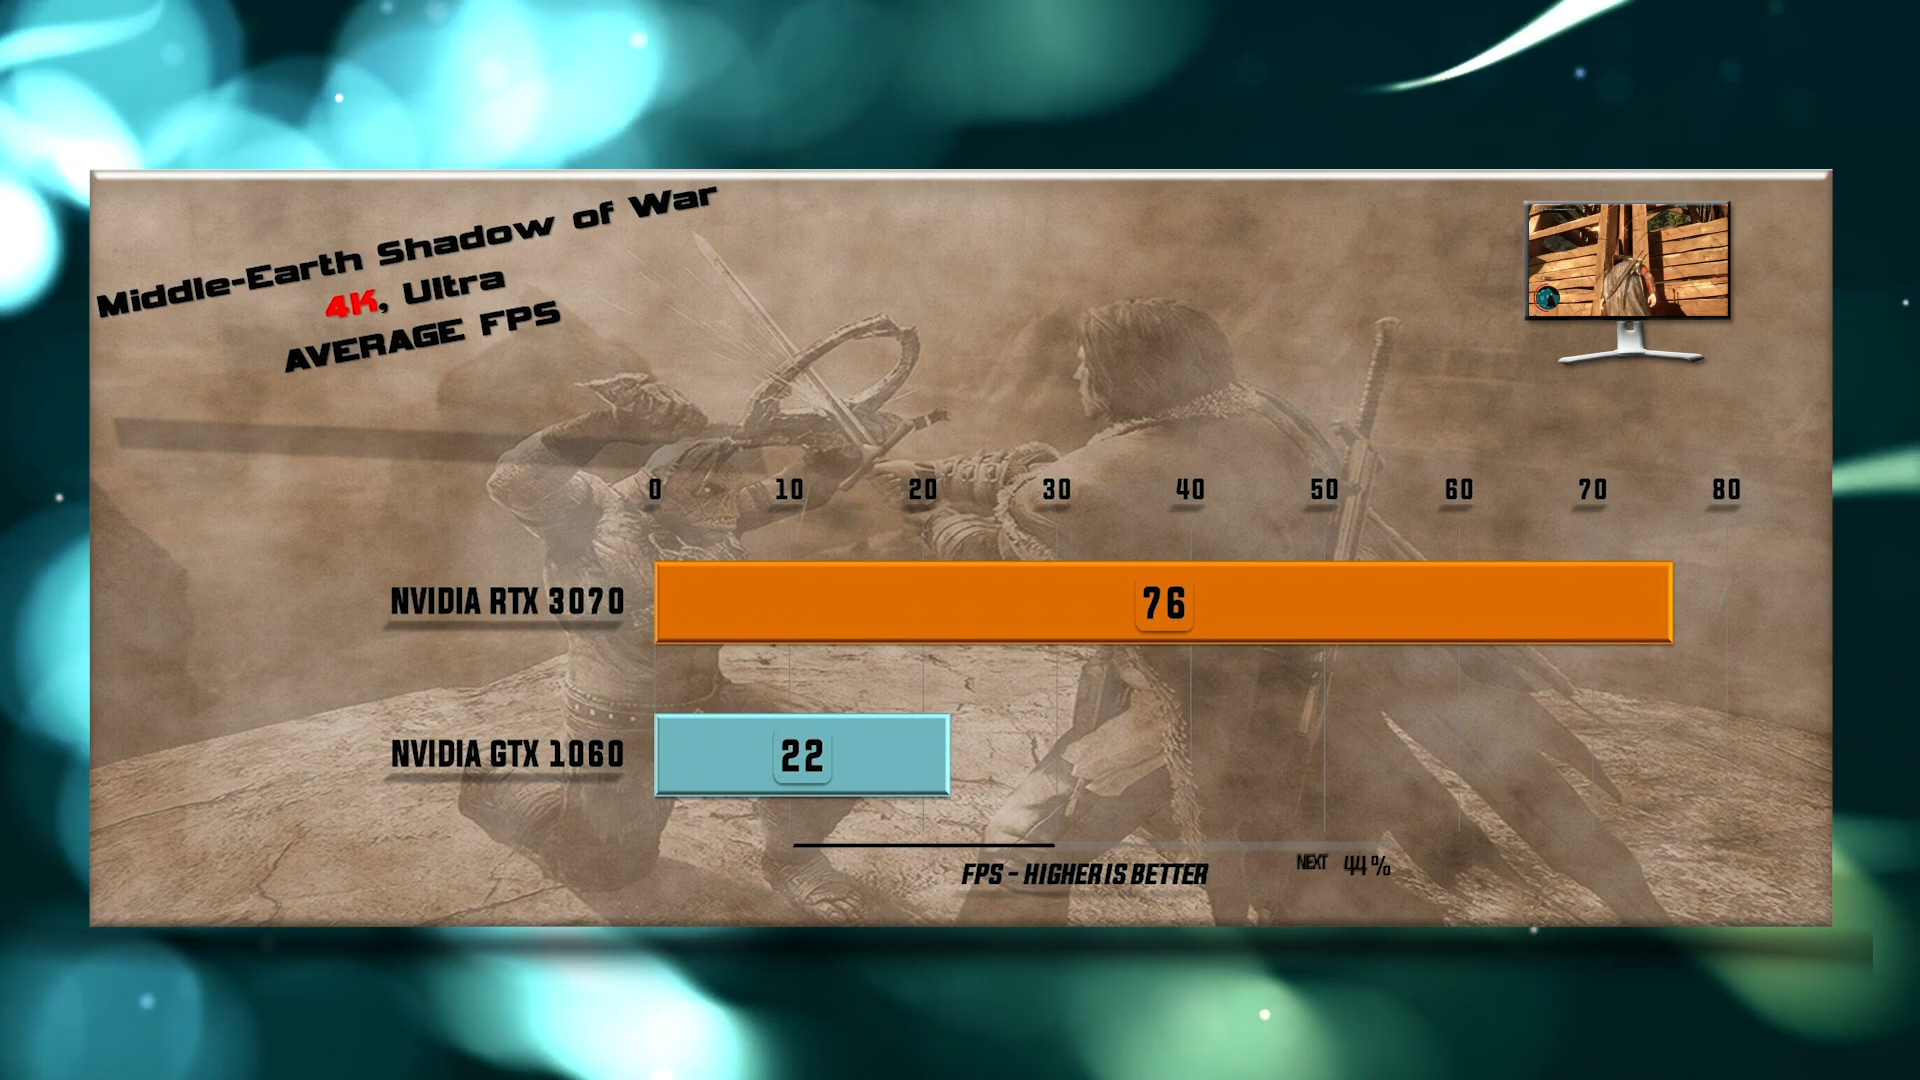 Middle-Earth Shadow of War
4K, Ultra
AVERAGE FPS
0 10 20 30 40 50 60 70 80
NVIDIA RTX 3070 76
NVIDIA GTX 1060 22
FPS - HIGHER IS BETTER
NEXT 44%